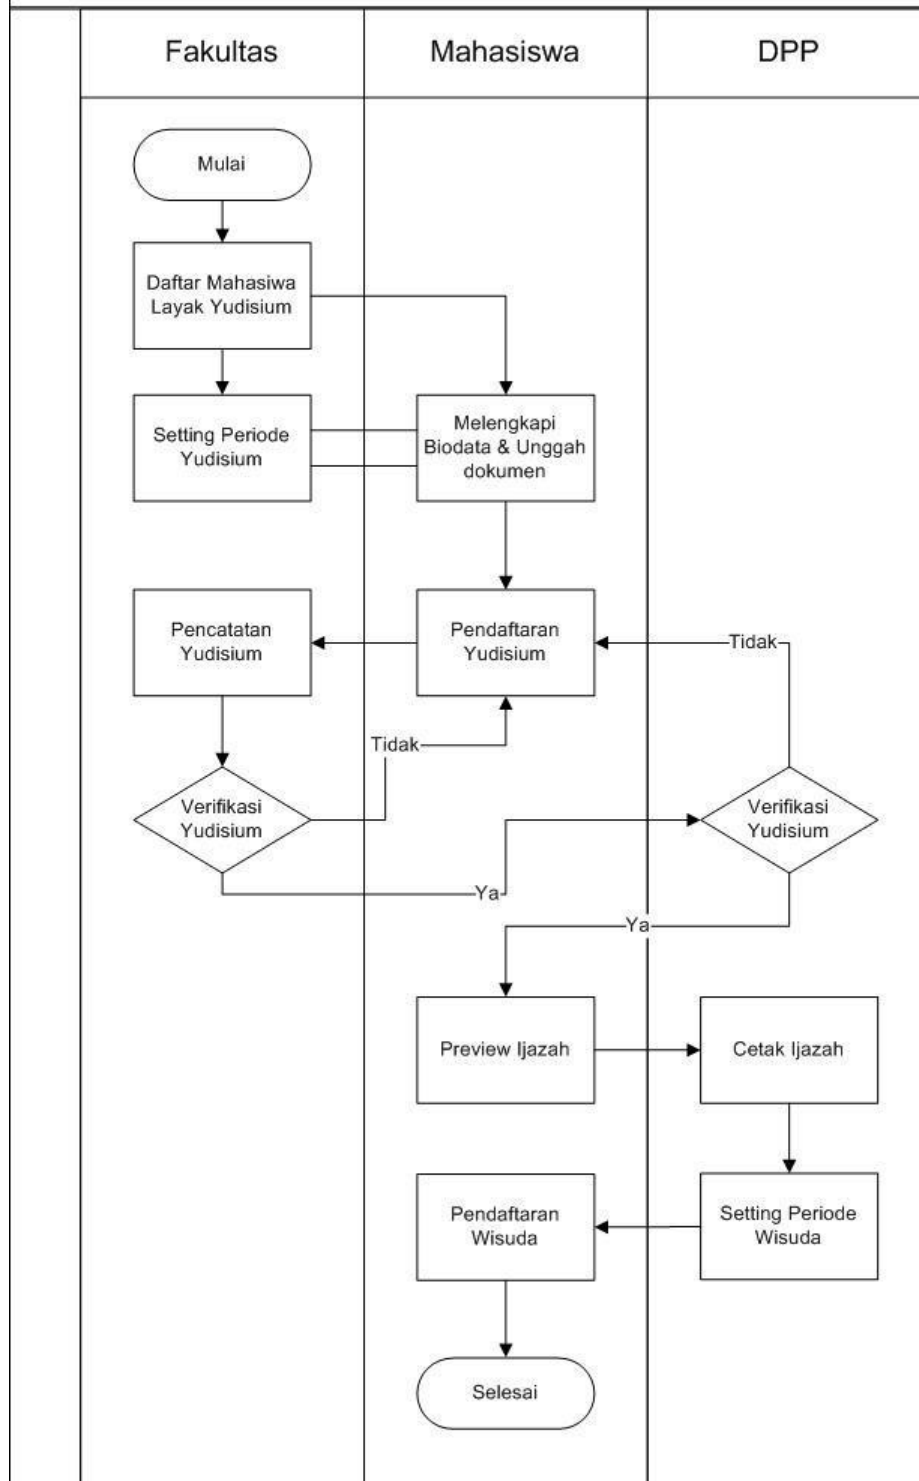 Fakultas
Mahasiswa
DPP
Mulai
Daftar Mahasiwa
Layak Yudisium
Setting Periode
Yudisium
Melengkapi
Biodata & Unggah
dokumen
Pencatatan
Yudisium
Pendaftaran
Yudisium
Tidak
Tidak
Verifikasi
Yudisium
Verifikasi
Yudisium
Ya
Ya
Preview Ijazah
Cetak Ijazah
Pendaftaran
Wisuda
Setting Periode
Wisuda
Selesai